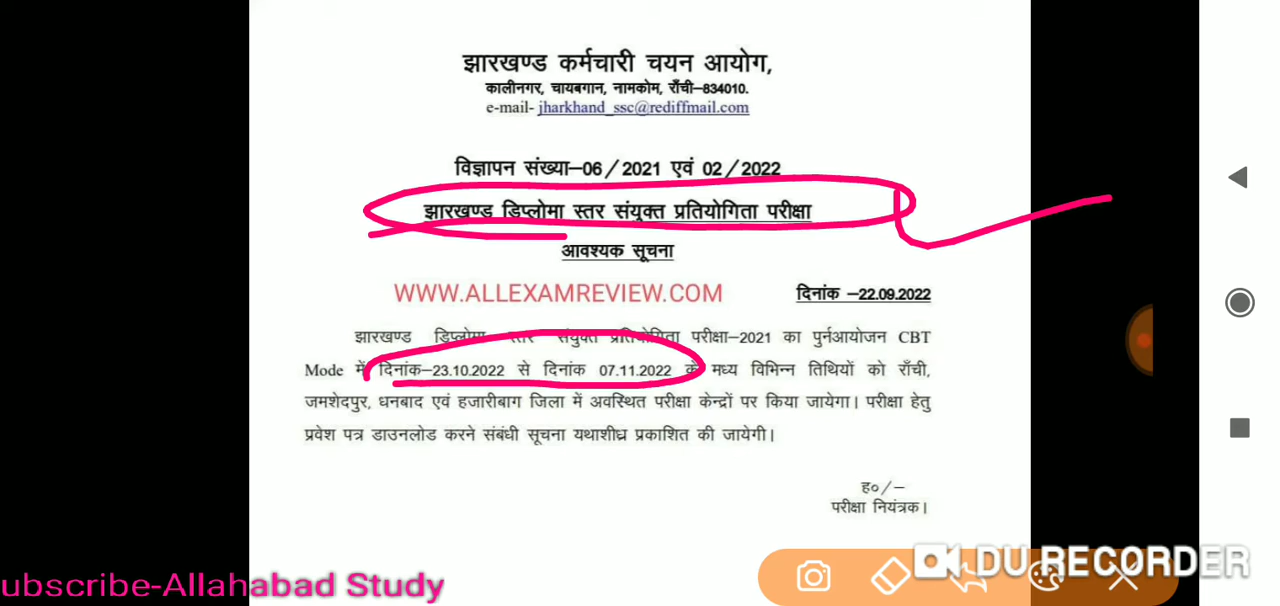 झारखण्ड कर्मचारी चयन आयोग,
कालीनगर, चायबगान, नामकोम, राँची–834010.
e-mail- jharkhand_ssc@rediffmail.com
विज्ञापन संख्या–06/2021 एवं 02/2022
झारखण्ड डिप्लोमा स्तर संयुक्त प्रतियोगिता परीक्षा
आवश्यक सूचना
WWW.ALLEXAMREVIEW.COM
दिनांक –22.09.2022
झारखण्ड डिप्लोमा स्तर संयुक्त प्रतियोगिता परीक्षा–2021 का पुर्नआयोजन CBT
Mode में दिनांक–23.10.2022 से दिनांक 07.11.2022 के मध्य विभिन्न तिथियों को राँची,
जमशेदपुर, धनबाद एवं हजारीबाग जिला में अवस्थित परीक्षा केन्द्रों पर किया जायेगा। परीक्षा हेतु
प्रवेश पत्र डाउनलोड करने संबंधी सूचना यथाशीघ्र प्रकाशित की जायेगी।
ह०/–
परीक्षा नियंत्रक।
DU RECORDER
ubscribe-Allahabad Study